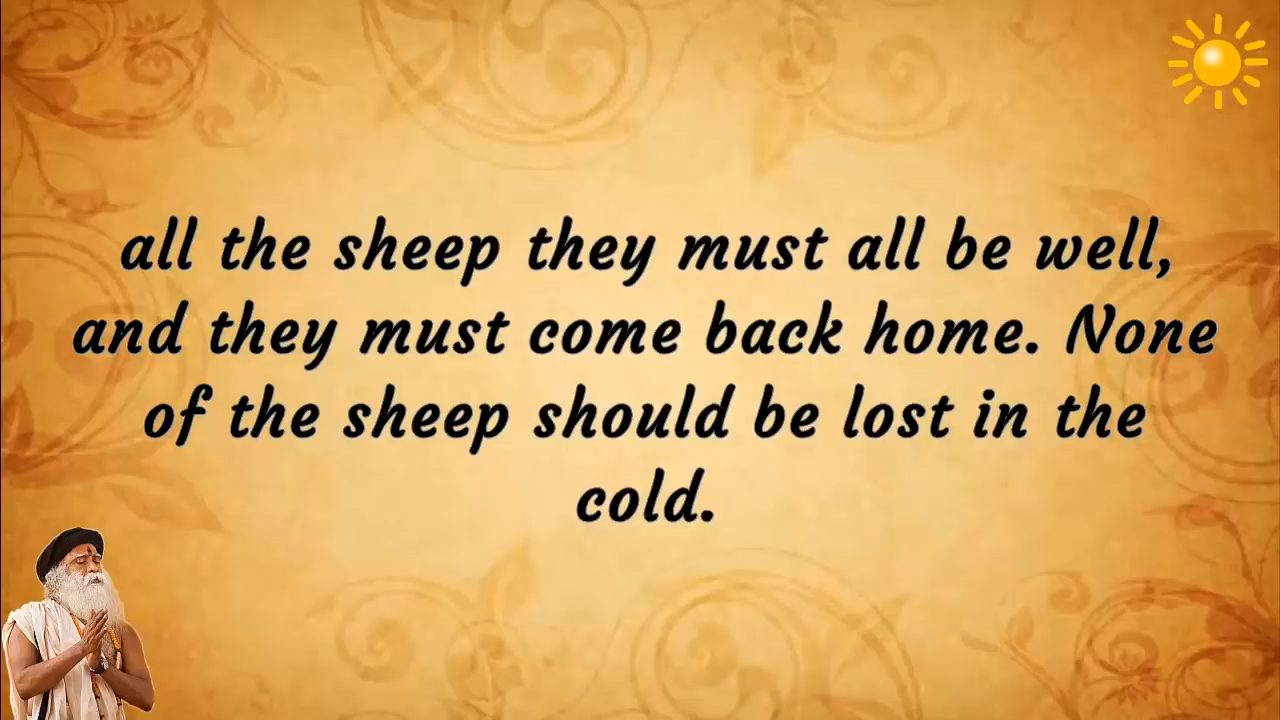 all the sheep they must all be well,
and they must come back home. None
of the sheep should be lost in the
cold.